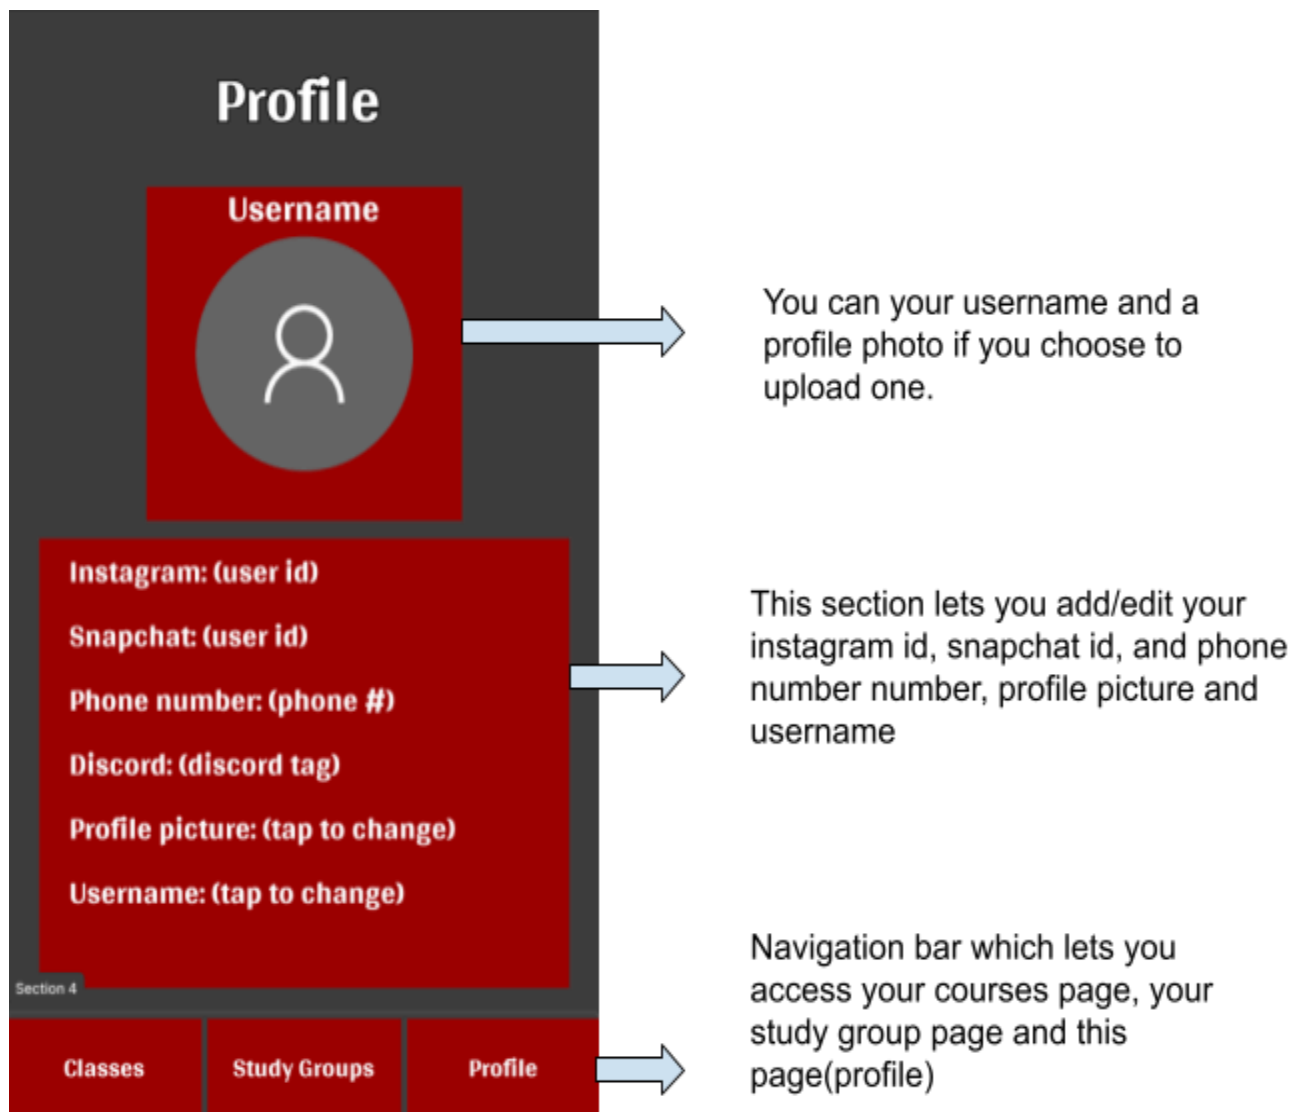 Profile
Username
You can your username and a
profile photo if you choose to
upload one.
Instagram: (user id)
Snapchat: (user id)
Phone number: (phone #)
Discord: (discord tag)
Profile picture: (tap to change)
Username: (tap to change)
This section lets you add/edit your
instagram id, snapchat id, and phone
number number, profile picture and
username
Section 4
Classes
Study Groups
Profile
Navigation bar which lets you
access your courses page, your
study group page and this
page(profile)